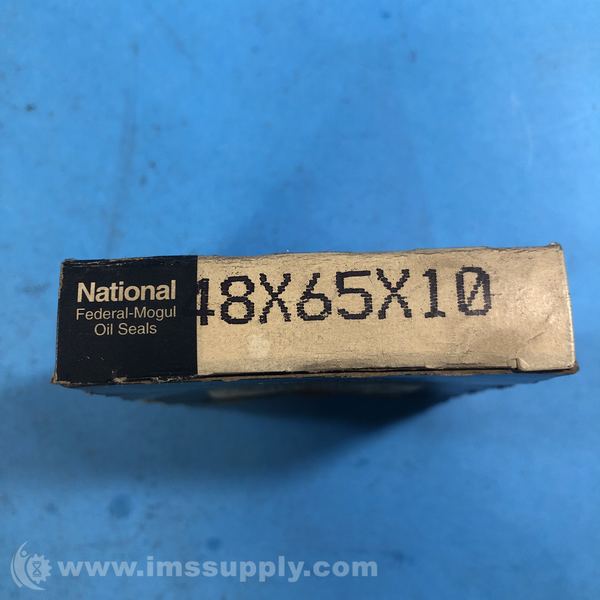 National
Federal-Mogul
Oil Seals
48X65X10
www.imssupply.com